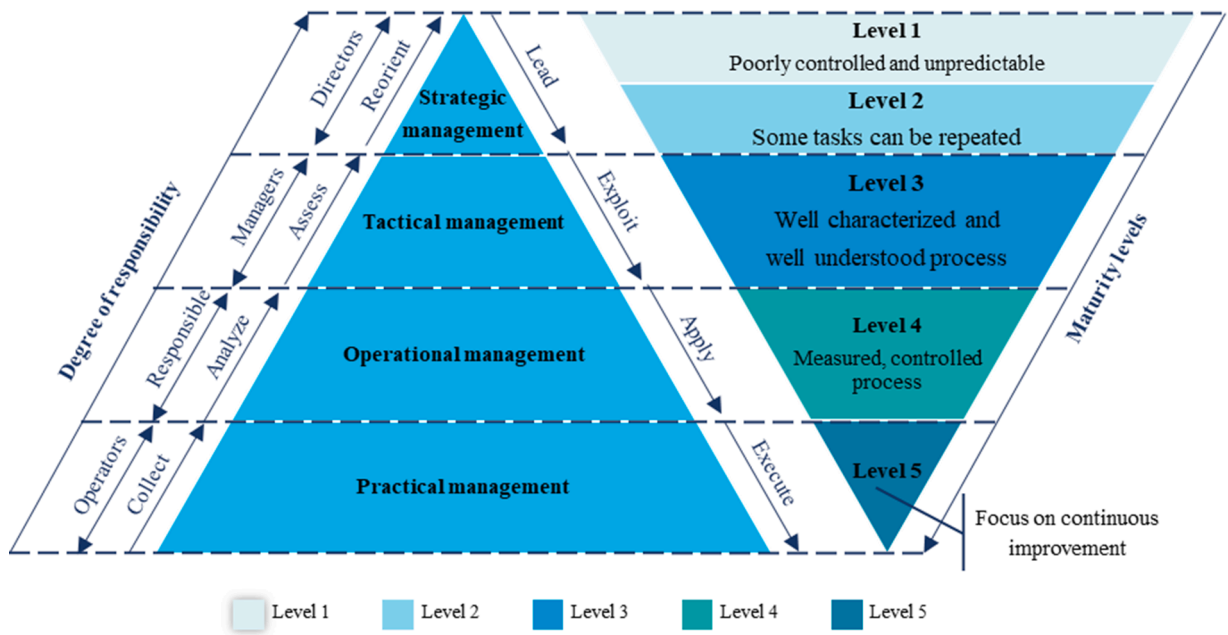 Degree of responsibility
Directors
Reorient
Managers
Assess
Responsible
Analyze
Operators
Collect
Strategic
management
Tactical management
Operational management
Practical management
Lead
Exploit
Apply
Execute
Level 1
Poorly controlled and unpredictable
Level 2
Some tasks can be repeated
Level 3
Well characterized and
well understood process
Level 4
Measured, controlled
process
Level 5
Focus on continuous
improvement
Maturity levels
Level 1
Level 2
Level 3
Level 4
Level 5